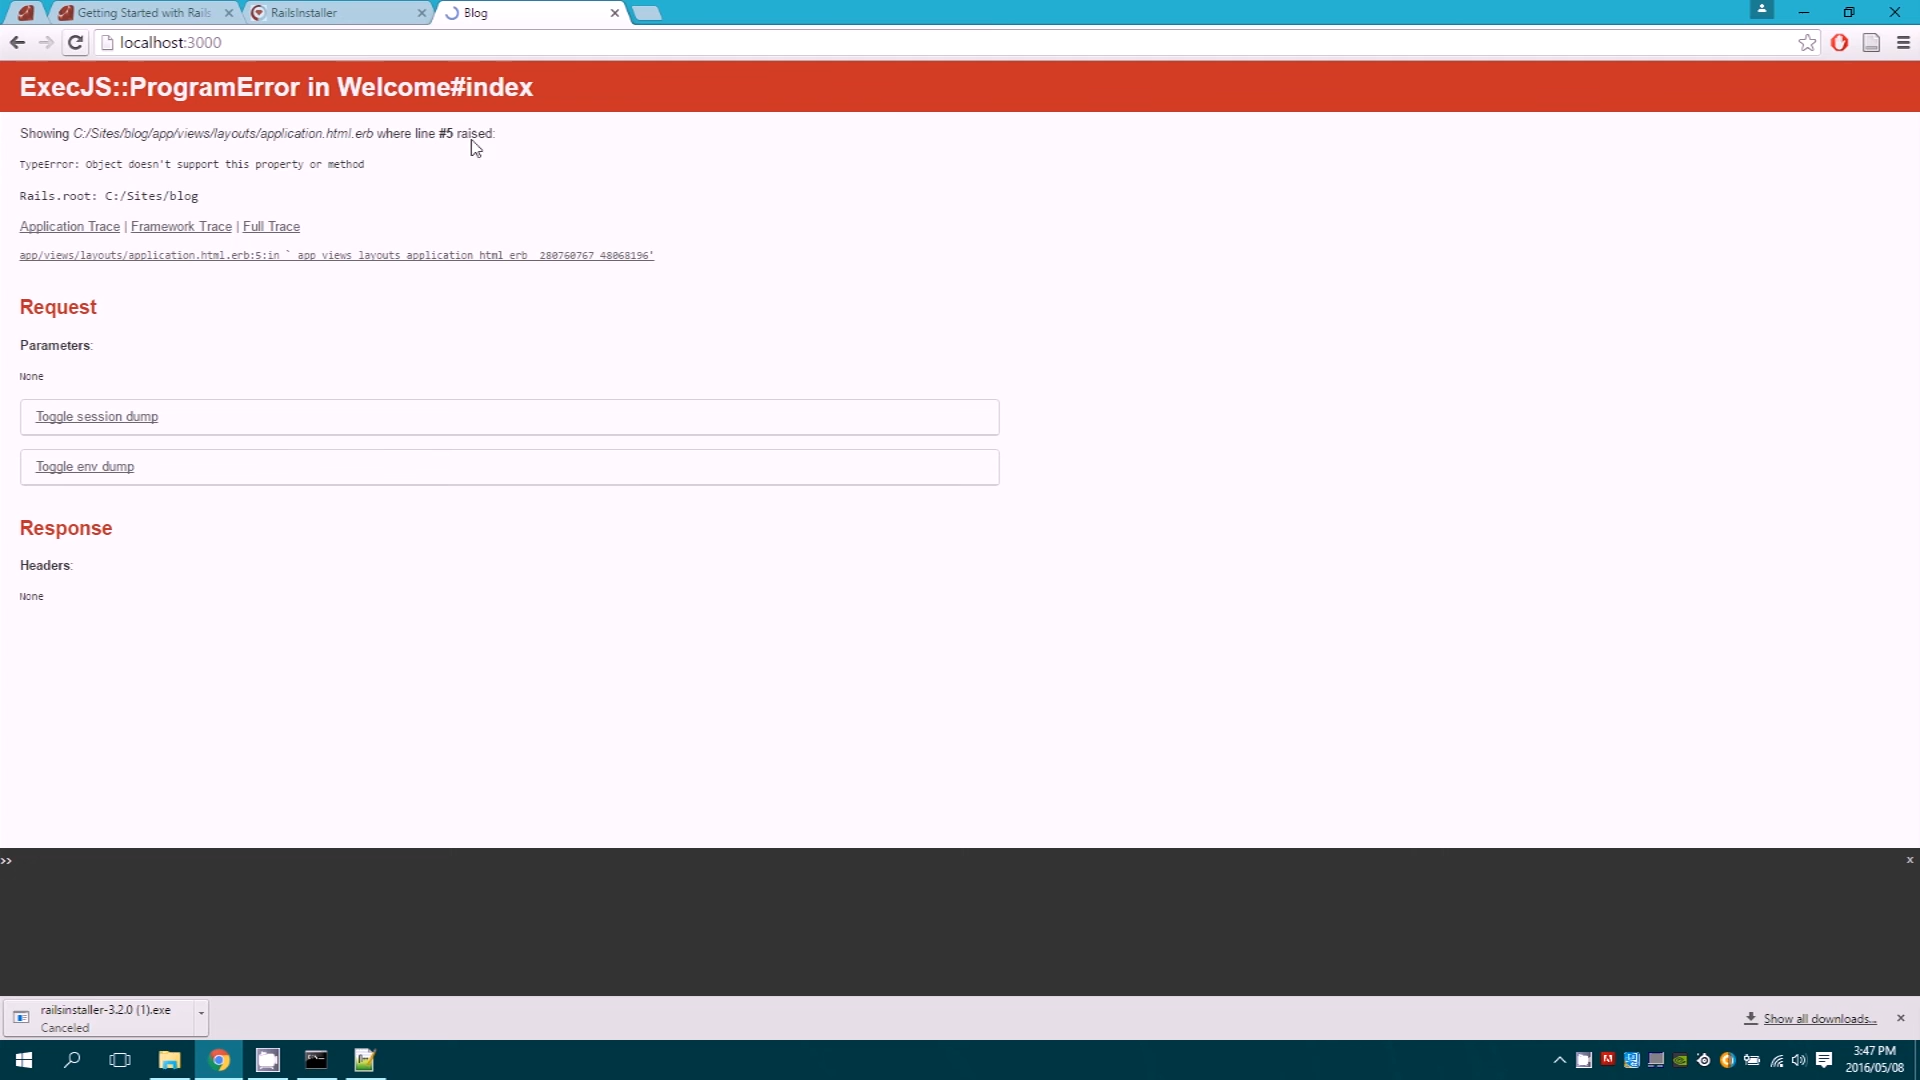 Getting Started with Rails
RailsInstaller
Blog
localhost:3000
ExecJS::ProgramError in Welcome#index
Showing C:/Sites/blog/app/views/layouts/application.html.erb where line #5 raised:
TypeError: Object doesn't support this property or method
Rails.root: C:/Sites/blog
Application Trace | Framework Trace | Full Trace
app/views/layouts/application.html.erb:5:in `_app_views_layouts_application_html_erb__280760767_48068196'
Request
Parameters:
None
Toggle session dump
Toggle env dump
Response
Headers:
None
>>
x
railsinstaller-3.2.0 (1).exe
Canceled
Show all downloads...
3:47 PM
2016/05/08